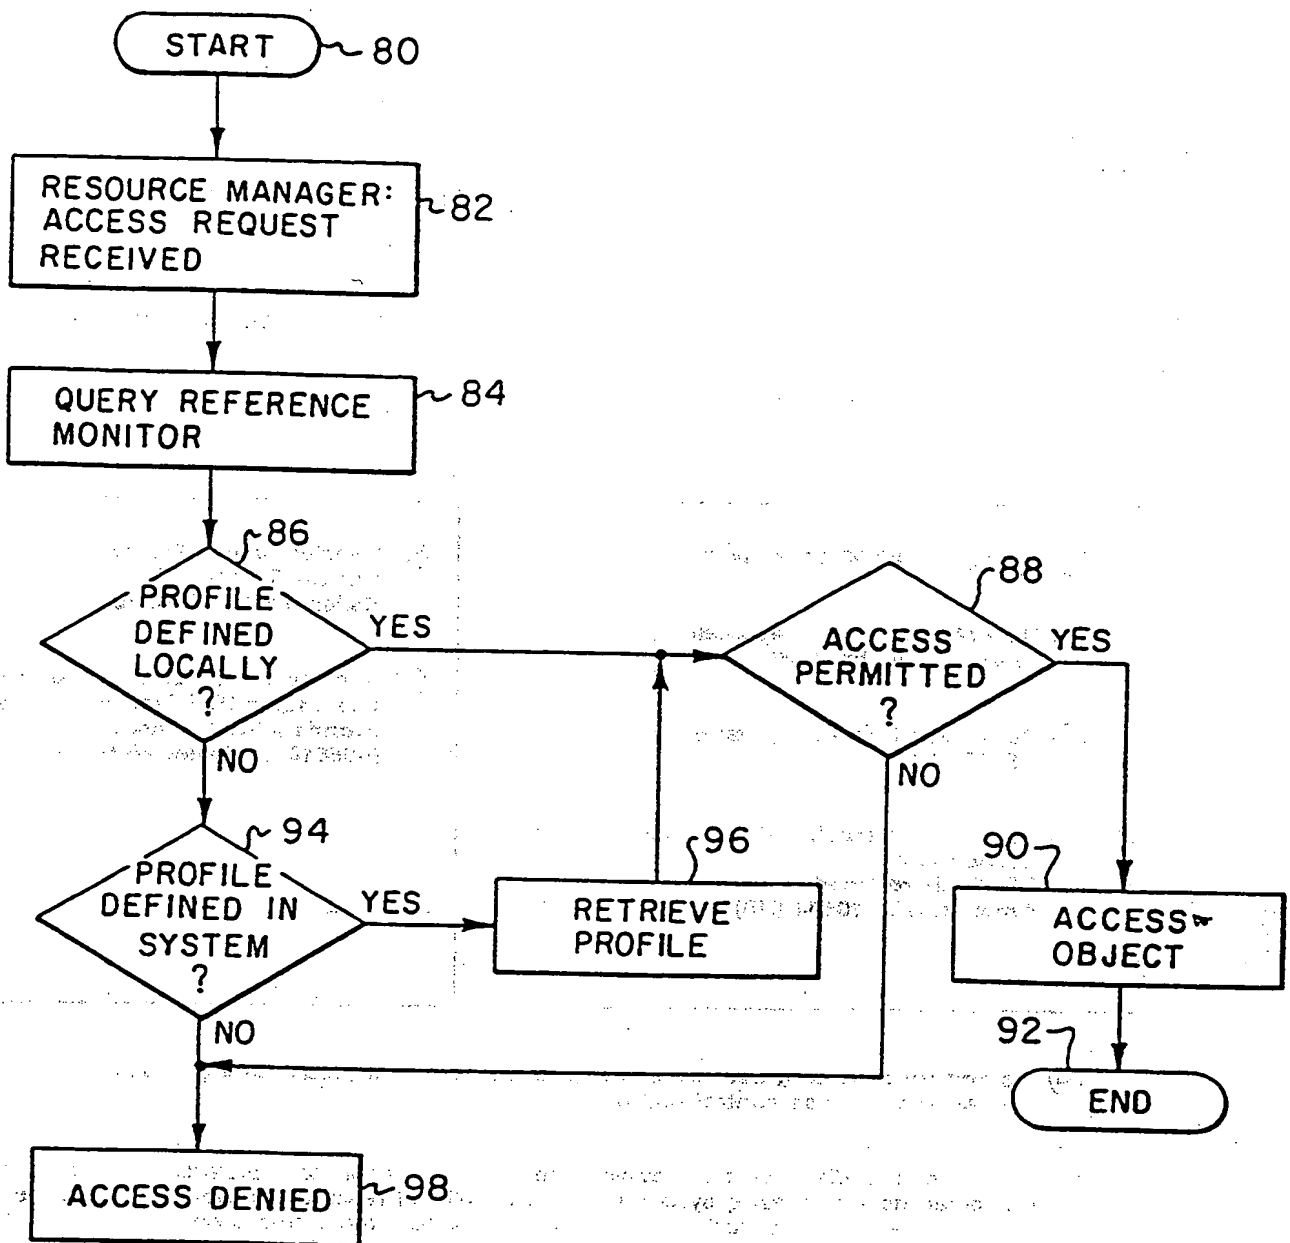 START
80
RESOURCE MANAGER:
ACCESS REQUEST
RECEIVED
82
QUERY REFERENCE
MONITOR
84
86
PROFILE
DEFINED
LOCALLY
?
YES
NO
88
ACCESS
PERMITTED
?
YES
NO
94
PROFILE
DEFINED IN
SYSTEM
?
YES
NO
96
RETRIEVE
PROFILE
90
ACCESS
OBJECT
92
END
ACCESS DENIED
98